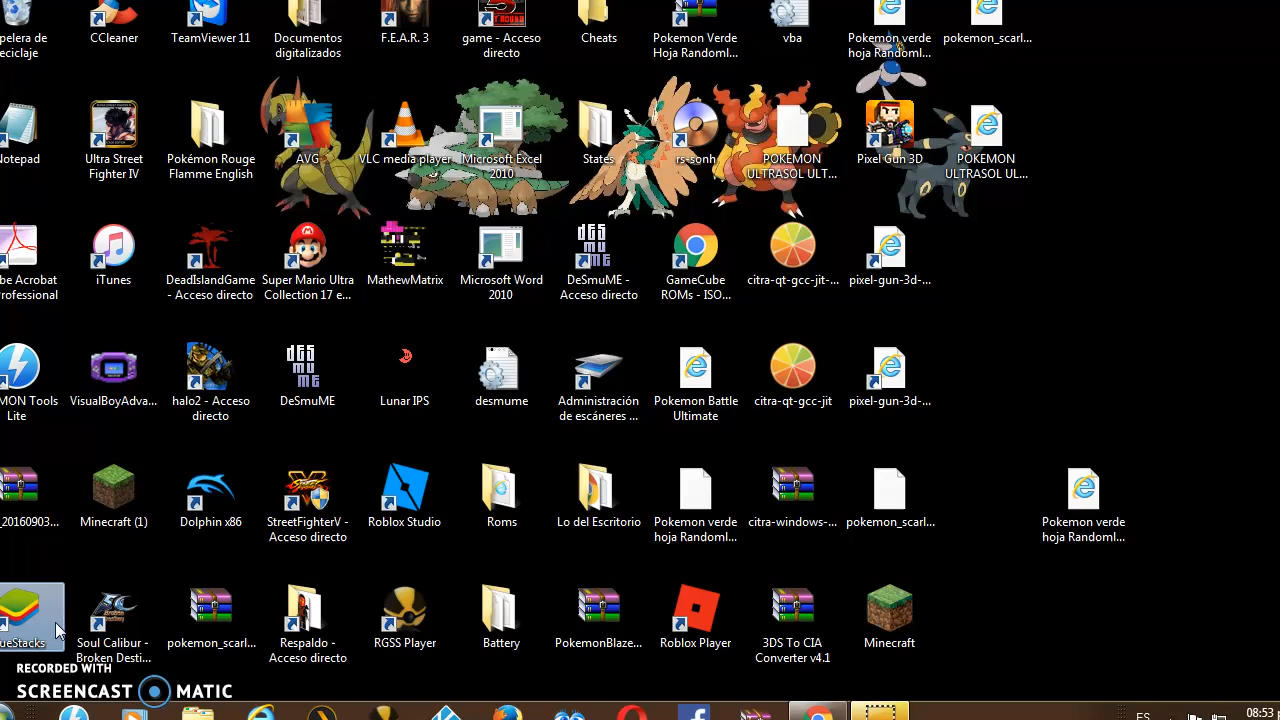 pelera de
CCleaner
TeamViewer 11
Documentos
F.E.A.R. 3
game - Acceso
Cheats
Pokemon Verde
vba
Pokemon verde
pokemon_scarl...
eciclaje
digitalizados
directo
Hoja Randoml...
hoja Randoml...
Notepad
Ultra Street
Fighter IV
Pokémon Rouge
Flamme English
AVG
VLC media player
Microsoft Excel
2010
States
rs-sonh
POKEMON
ULTRASOL ULT...
Pixel Gun 3D
POKEMON
ULTRASOL UL...
be Acrobat
Professional
iTunes
DeadIslandGame
- Acceso directo
Super Mario Ultra
Collection 17 e...
MathewMatrix
Microsoft Word
2010
DeSmuME -
Acceso directo
GameCube
ROMs - ISO...
citra-qt-gcc-jit-...
pixel-gun-3d-...
MON Tools
Lite
VisualBoyAdva...
halo2 - Acceso
directo
DeSmuME
Lunar IPS
desmume
Administración
de escáneres ...
Pokemon Battle
Ultimate
citra-qt-gcc-jit
pixel-gun-3d-...
_20160903...
Minecraft (1)
Dolphin x86
StreetFighterV -
Acceso directo
Roblox Studio
Roms
Lo del Escritorio
Pokemon verde
hoja Randoml...
citra-windows-...
pokemon_scarl...
Pokemon verde
hoja Randoml...
ueStacks
Soul Calibur -
Broken Desti...
pokemon_scarl...
Respaldo -
Acceso directo
RGSS Player
Battery
PokemonBlaze...
Roblox Player
3DS To CIA
Converter v4.1
Minecraft
RECORDED WITH
SCREENCAST MATIC
ES
08:53